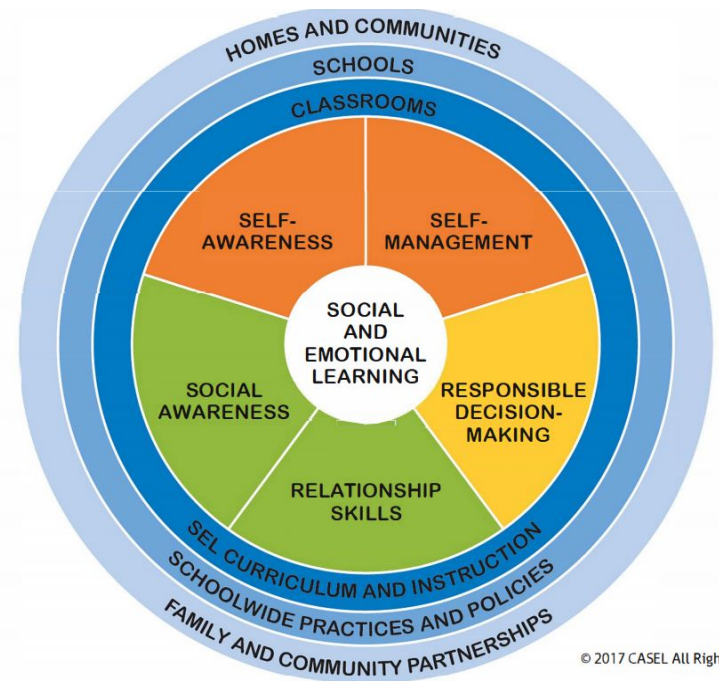 HOMES AND COMMUNITIES
SCHOOLS
CLASSROOMS
SELF-
AWARENESS
SELF-
MANAGEMENT
SOCIAL
AND
EMOTIONAL
LEARNING
SOCIAL
AWARENESS
RESPONSIBLE
DECISION-
MAKING
RELATIONSHIP
SKILLS
SEL CURRICULUM AND INSTRUCTION
SCHOOLWIDE PRACTICES AND POLICIES
FAMILY AND COMMUNITY PARTNERSHIPS
© 2017 CASEL All Righ